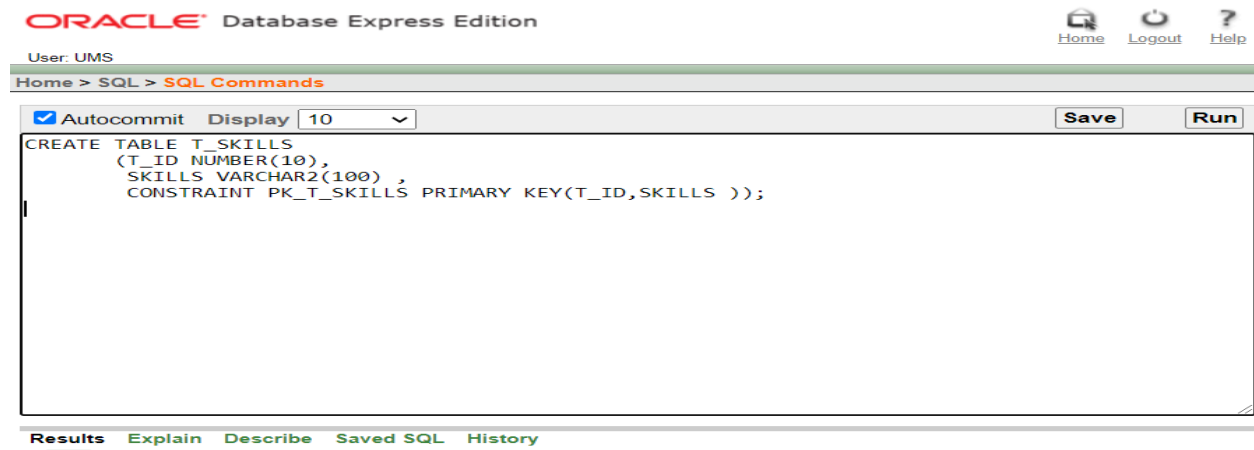 ORACLE® Database Express Edition
Home Logout Help
User: UMS
Home > SQL > SQL Commands
Autocommit Display 10 Save Run
CREATE TABLE T_SKILLS
(T_ID NUMBER(10),
SKILLS VARCHAR2(100) ,
CONSTRAINT PK_T_SKILLS PRIMARY KEY(T_ID,SKILLS ));
Results Explain Describe Saved SQL History